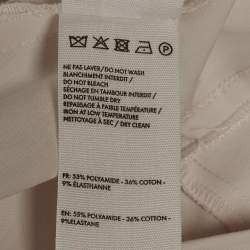 NE PAS LAVER/DO NOT WASH
BLANCHIMENT INTERDIT /
DO NOT BLEACH
SÉCHAGE EN TAMBOUR INTERDIT /
DO NOT TUMBLE DRY
REPASSAGE À FAIBLE TEMPÉRATURE /
IRON AT LOW TEMPERATURE
NETTOYAGE À SEC / DRY CLEAN
FR: 55% POLYAMIDE - 36% COTON -
9% ÉLASTHANNE
EN: 55% POLYAMIDE - 36% COTTON -
9% ELASTANE